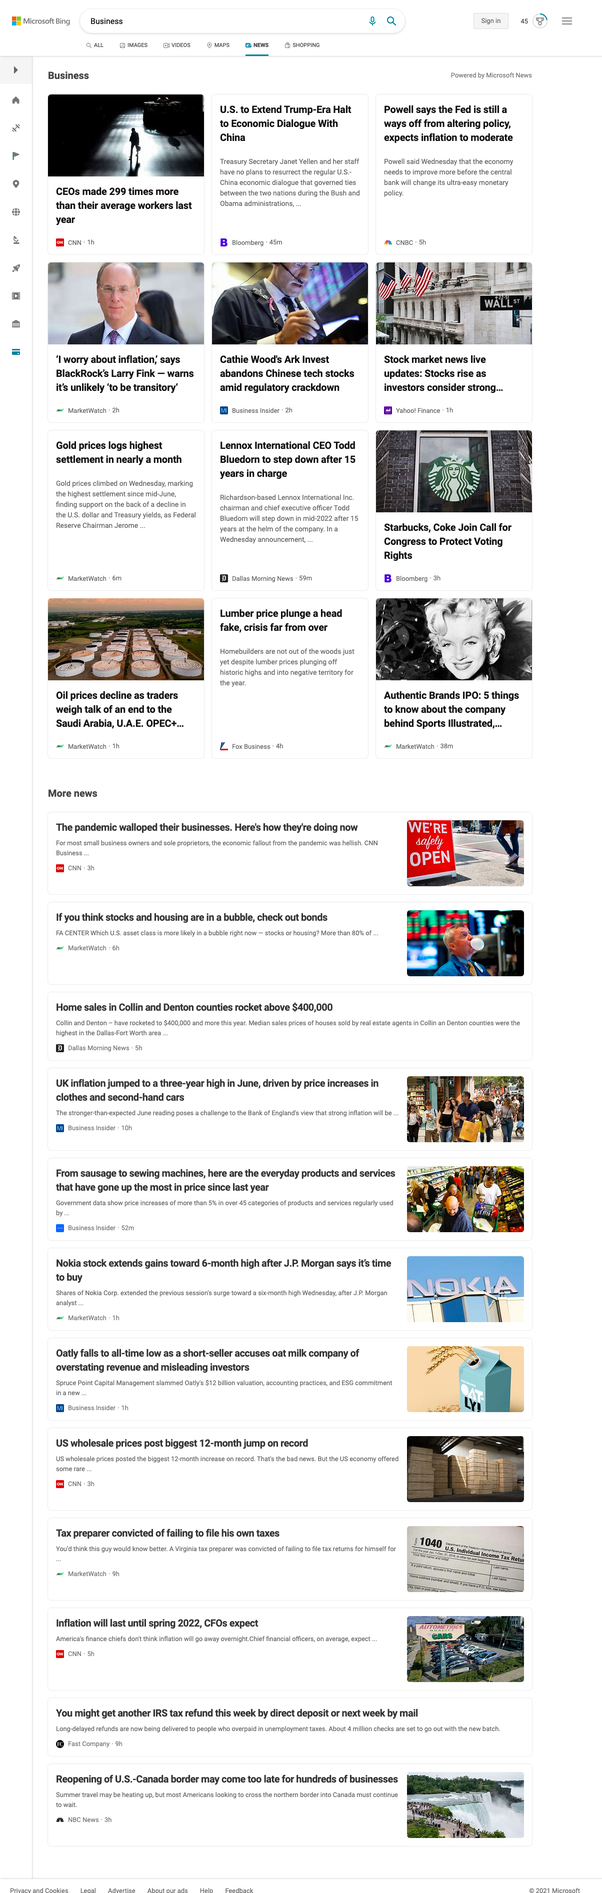 Microsoft Bing
Business
Sign in
45
ALL
IMAGES
VIDEOS
MAPS
NEWS
SHOPPING
Business
Powered by Microsoft News
CEOs made 299 times more
than their average workers last
year
CNN · 1h
U.S. to Extend Trump-Era Halt
to Economic Dialogue With
China
Treasury Secretary Janet Yellen and her staff
have no plans to resurrect the regular U.S.-
China economic dialogue that governed ties
between the two nations during the Bush and
Obama administrations, ...
Bloomberg · 45m
Powell says the Fed is still a
ways off from altering policy,
expects inflation to moderate
Powell said Wednesday that the economy
needs to improve more before the central
bank will change its ultra-easy monetary
policy.
CNBC · 5h
'I worry about inflation,' says
BlackRock's Larry Fink — warns
it's unlikely 'to be transitory'
MarketWatch · 2h
Cathie Wood's Ark Invest
abandons Chinese tech stocks
amid regulatory crackdown
Business Insider · 2h
WALL ST
Stock market news live
updates: Stocks rise as
investors consider strong...
Yahoo! Finance · 1h
Gold prices logs highest
settlement in nearly a month
Gold prices climbed on Wednesday, marking
the highest settlement since mid-June,
finding support on the back of a decline in
the U.S. dollar and Treasury yields, as Federal
Reserve Chairman Jerome ...
MarketWatch · 6m
Lennox International CEO Todd
Bluedorn to step down after 15
years in charge
Richardson-based Lennox International Inc.
chairman and chief executive officer Todd
Bluedom will step down in mid-2022 after 15
years at the helm of the company. In a
Wednesday announcement, ...
Dallas Morning News · 59m
Starbucks, Coke Join Call for
Congress to Protect Voting
Rights
Bloomberg · 3h
Oil prices decline as traders
weigh talk of an end to the
Saudi Arabia, U.A.E. OPEC+...
MarketWatch · 1h
Lumber price plunge a head
fake, crisis far from over
Homebuilders are not out of the woods just
yet despite lumber prices plunging off
historic highs and into negative territory for
the year.
Fox Business · 4h
Authentic Brands IPO: 5 things
to know about the company
behind Sports Illustrated,...
MarketWatch · 38m
More news
The pandemic walloped their businesses. Here's how they're doing now
For most small business owners and sole proprietors, the economic fallout from the pandemic was hellish. CNN
Business ...
CNN · 3h
WE'RE
safely
OPEN
If you think stocks and housing are in a bubble, check out bonds
FA CENTER Which U.S. asset class is more likely in a bubble right now — stocks or housing? More than 80% of ...
MarketWatch · 6h
Home sales in Collin and Denton counties rocket above $400,000
Collin and Denton – have rocketed to $400,000 and more this year. Median sales prices of houses sold by real estate agents in Collin an Denton counties were the
highest in the Dallas-Fort Worth area ...
Dallas Morning News · 5h
UK inflation jumped to a three-year high in June, driven by price increases in
clothes and second-hand cars
The stronger-than-expected June reading poses a challenge to the Bank of England's view that strong inflation will be ...
Business Insider · 10h
From sausage to sewing machines, here are the everyday products and services
that have gone up the most in price since last year
Government data show price increases of more than 5% in over 45 categories of products and services regularly used
by ...
Business Insider · 52m
Nokia stock extends gains toward 6-month high after J.P. Morgan says it's time
to buy
Shares of Nokia Corp. extended the previous session's surge toward a six-month high Wednesday, after J.P. Morgan
analyst ...
MarketWatch · 1h
NOKIA
Oatly falls to all-time low as a short-seller accuses oat milk company of
overstating revenue and misleading investors
Spruce Point Capital Management slammed Oatly's $12 billion valuation, accounting practices, and ESG commitment
in a new ...
Business Insider · 1h
OAT-
LY!
US wholesale prices post biggest 12-month jump on record
US wholesale prices posted the biggest 12-month increase on record. That's the bad news. But the US economy offered
some rare ...
CNN · 3h
Tax preparer convicted of failing to file his own taxes
You'd think this guy would know better. A Virginia tax preparer was convicted of failing to file tax returns for himself for
...
MarketWatch · 9h
1040
U.S. Individual Income Tax Retur
Inflation will last until spring 2022, CFOs expect
America's finance chiefs don't think inflation will go away overnight.Chief financial officers, on average, expect ...
CNN · 5h
AUTOMETRICS
CARS
You might get another IRS tax refund this week by direct deposit or next week by mail
Long-delayed refunds are now being delivered to people who overpaid in unemployment taxes. About 4 million checks are set to go out with the new batch.
Fast Company · 9h
Reopening of U.S.-Canada border may come too late for hundreds of businesses
Summer travel may be heating up, but most Americans looking to cross the northern border into Canada must continue
to wait.
NBC News · 3h
Privacy and Cookies
Legal
Advertise
About our ads
Help
Feedback
© 2021 Microsoft